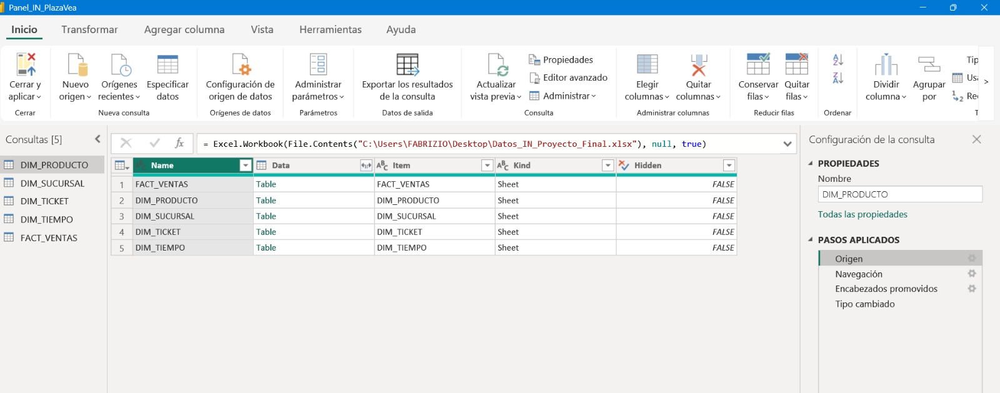 Panel_IN_PlazaVea
Inicio Transformar Agregar columna Vista Herramientas Ayuda
Cerrar y aplicar
Nuevo origen
Orígenes recientes
Especificar datos
Configuración de origen de datos
Administrar parámetros
Exportar los resultados de la consulta
Actualizar vista previa
Propiedades
Editor avanzado
Administrar
Elegir columnas
Quitar columnas
Conservar filas
Quitar filas
Dividir columna
Agrupar por
Cerrar Nueva consulta Orígenes de datos Parámetros Datos de salida Consulta Administrar columnas Reducir filas Ordenar
Consultas [5]
DIM_PRODUCTO
DIM_SUCURSAL
DIM_TICKET
DIM_TIEMPO
FACT_VENTAS
fx = Excel.Workbook(File.Contents("C:\Users\FABRIZIO\Desktop\Datos_IN_Proyecto_Final.xlsx"), null, true)
Name Data Item Kind Hidden
1 FACT_VENTAS Table FACT_VENTAS Sheet FALSE
2 DIM_PRODUCTO Table DIM_PRODUCTO Sheet FALSE
3 DIM_SUCURSAL Table DIM_SUCURSAL Sheet FALSE
4 DIM_TICKET Table DIM_TICKET Sheet FALSE
5 DIM_TIEMPO Table DIM_TIEMPO Sheet FALSE
Configuración de la consulta
PROPIEDADES
Nombre
DIM_PRODUCTO
Todas las propiedades
PASOS APLICADOS
Origen
Navegación
Encabezados promovidos
Tipo cambiado